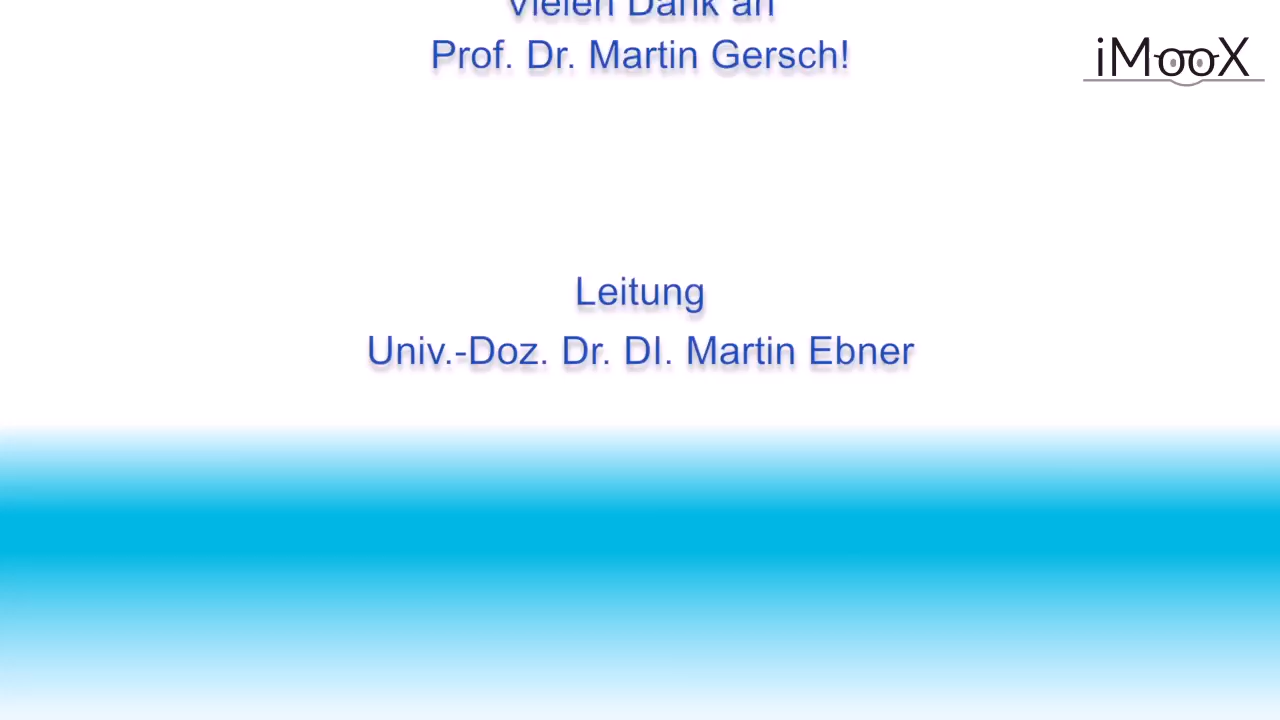 Vielen Dank an
Prof. Dr. Martin Gersch!
iMooX
Leitung
Univ.-Doz. Dr. DI. Martin Ebner